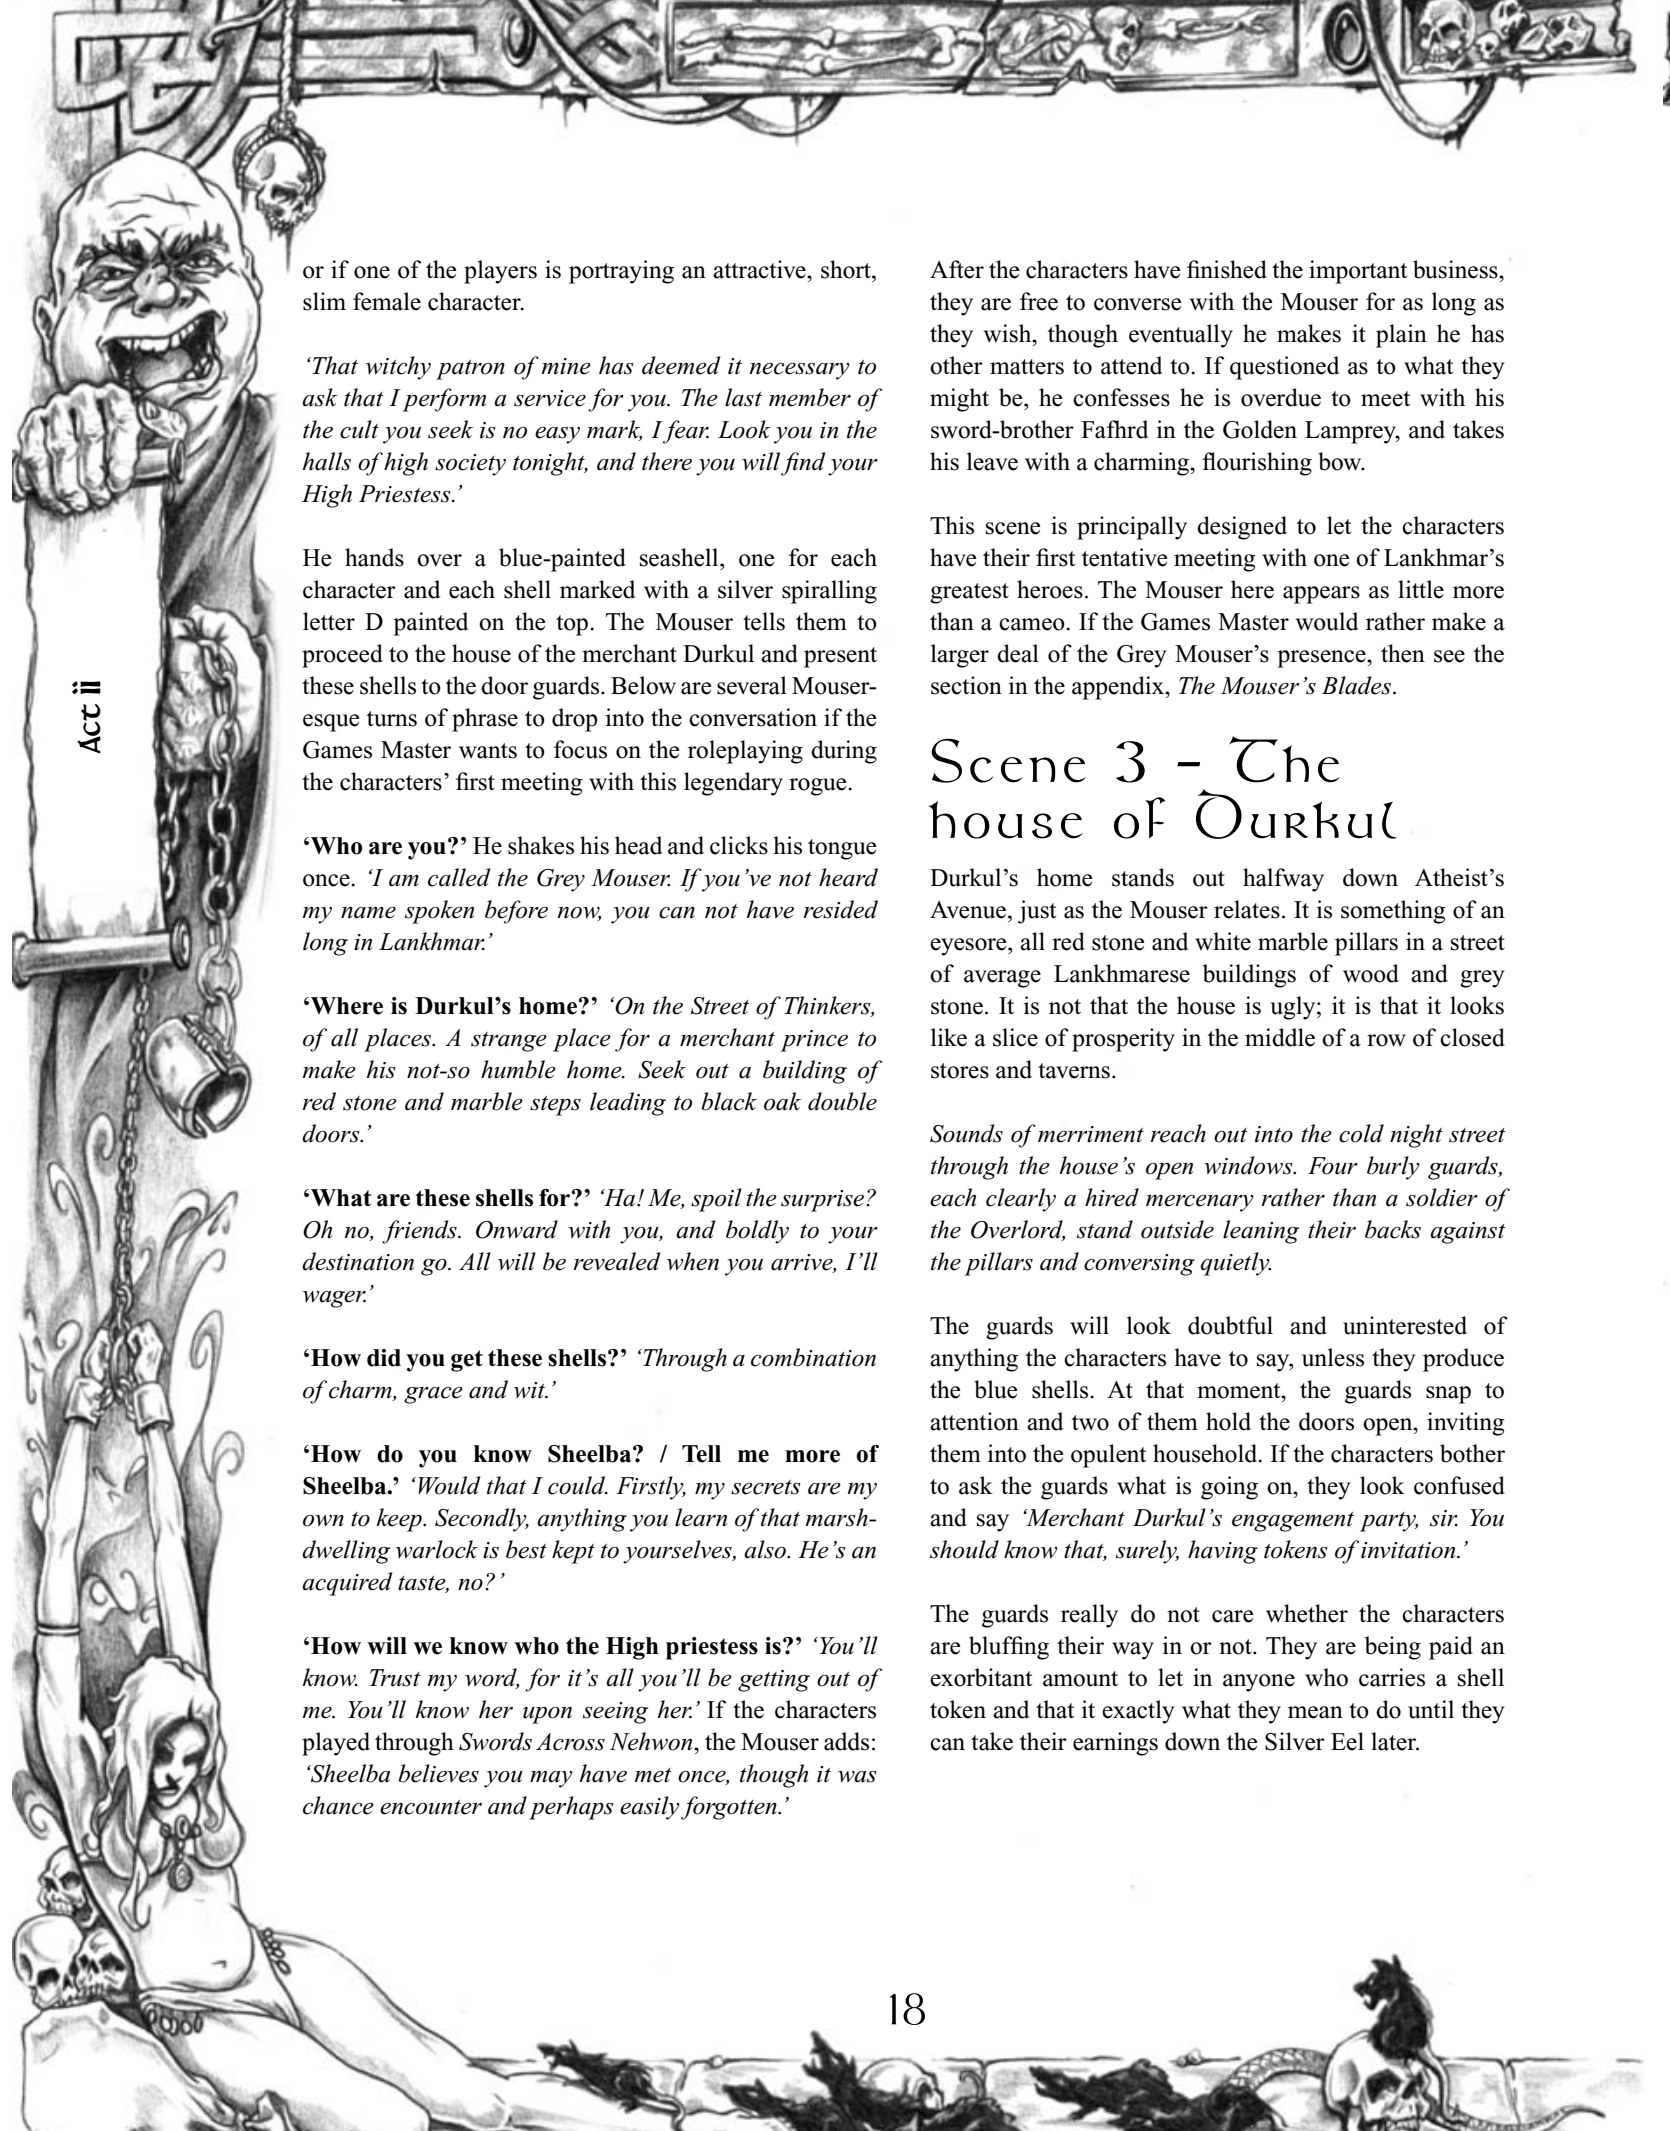 Act ii
or if one of the players is portraying an attractive, short,
slim female character.
‘That witchy patron of mine has deemed it necessary to
ask that I perform a service for you. The last member of
the cult you seek is no easy mark, I fear. Look you in the
halls of high society tonight, and there you will find your
High Priestess.’
He hands over a blue-painted seashell, one for each
character and each shell marked with a silver spiralling
letter D painted on the top. The Mouser tells them to
proceed to the house of the merchant Durkul and present
these shells to the door guards. Below are several Mouser-
esque turns of phrase to drop into the conversation if the
Games Master wants to focus on the roleplaying during
the characters’ first meeting with this legendary rogue.
‘Who are you?’ He shakes his head and clicks his tongue
once. ‘I am called the Grey Mouser. If you’ve not heard
my name spoken before now, you can not have resided
long in Lankhmar.’
‘Where is Durkul’s home?’ ‘On the Street of Thinkers,
of all places. A strange place for a merchant prince to
make his not-so humble home. Seek out a building of
red stone and marble steps leading to black oak double
doors.’
‘What are these shells for?’ ‘Ha! Me, spoil the surprise?
Oh no, friends. Onward with you, and boldly to your
destination go. All will be revealed when you arrive, I’ll
wager.’
‘How did you get these shells?’ ‘Through a combination
of charm, grace and wit.’
‘How do you know Sheelba? / Tell me more of
Sheelba.’ ‘Would that I could. Firstly, my secrets are my
own to keep. Secondly, anything you learn of that marsh-
dwelling warlock is best kept to yourselves, also. He’s an
acquired taste, no?’
‘How will we know who the High priestess is?’ ‘You’ll
know. Trust my word, for it’s all you’ll be getting out of
me. You’ll know her upon seeing her.’ If the characters
played through Swords Across Nehwon, the Mouser adds:
‘Sheelba believes you may have met once, though it was
chance encounter and perhaps easily forgotten.’
After the characters have finished the important business,
they are free to converse with the Mouser for as long as
they wish, though eventually he makes it plain he has
other matters to attend to. If questioned as to what they
might be, he confesses he is overdue to meet with his
sword-brother Fafhrd in the Golden Lamprey, and takes
his leave with a charming, flourishing bow.
This scene is principally designed to let the characters
have their first tentative meeting with one of Lankhmar’s
greatest heroes. The Mouser here appears as little more
than a cameo. If the Games Master would rather make a
larger deal of the Grey Mouser’s presence, then see the
section in the appendix, The Mouser’s Blades.
Scene 3 – The
house of Durkul
Durkul’s home stands out halfway down Atheist’s
Avenue, just as the Mouser relates. It is something of an
eyesore, all red stone and white marble pillars in a street
of average Lankhmarese buildings of wood and grey
stone. It is not that the house is ugly; it is that it looks
like a slice of prosperity in the middle of a row of closed
stores and taverns.
Sounds of merriment reach out into the cold night street
through the house’s open windows. Four burly guards,
each clearly a hired mercenary rather than a soldier of
the Overlord, stand outside leaning their backs against
the pillars and conversing quietly.
The guards will look doubtful and uninterested of
anything the characters have to say, unless they produce
the blue shells. At that moment, the guards snap to
attention and two of them hold the doors open, inviting
them into the opulent household. If the characters bother
to ask the guards what is going on, they look confused
and say ‘Merchant Durkul’s engagement party, sir. You
should know that, surely, having tokens of invitation.’
The guards really do not care whether the characters
are bluffing their way in or not. They are being paid an
exorbitant amount to let in anyone who carries a shell
token and that it exactly what they mean to do until they
can take their earnings down the Silver Eel later.
18